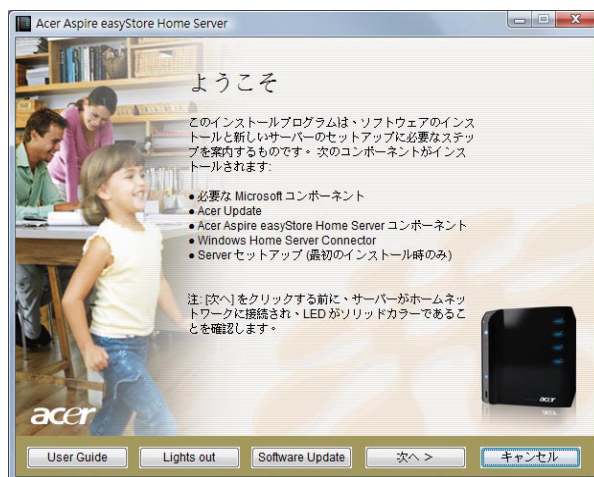 Acer Aspire easyStore Home Server
ようこそ
このインストールプログラムは、ソフトウェアのインス
トールと新しいサーバーのセットアップに必要なステッ
プを案内するものです。次のコンポーネントがインス
トールされます:
● 必要な Microsoft コンポーネント
● Acer Update
● Acer Aspire easyStore Home Server コンポーネント
● Windows Home Server Connector
● Server セットアップ (最初のインストール時のみ)
注: [次へ] をクリックする前に、サーバーがホームネッ
トワークに接続され、LED がソリッドカラーであるこ
とを確認します。
acer
acer
User Guide
Lights out
Software Update
次へ >
キャンセル